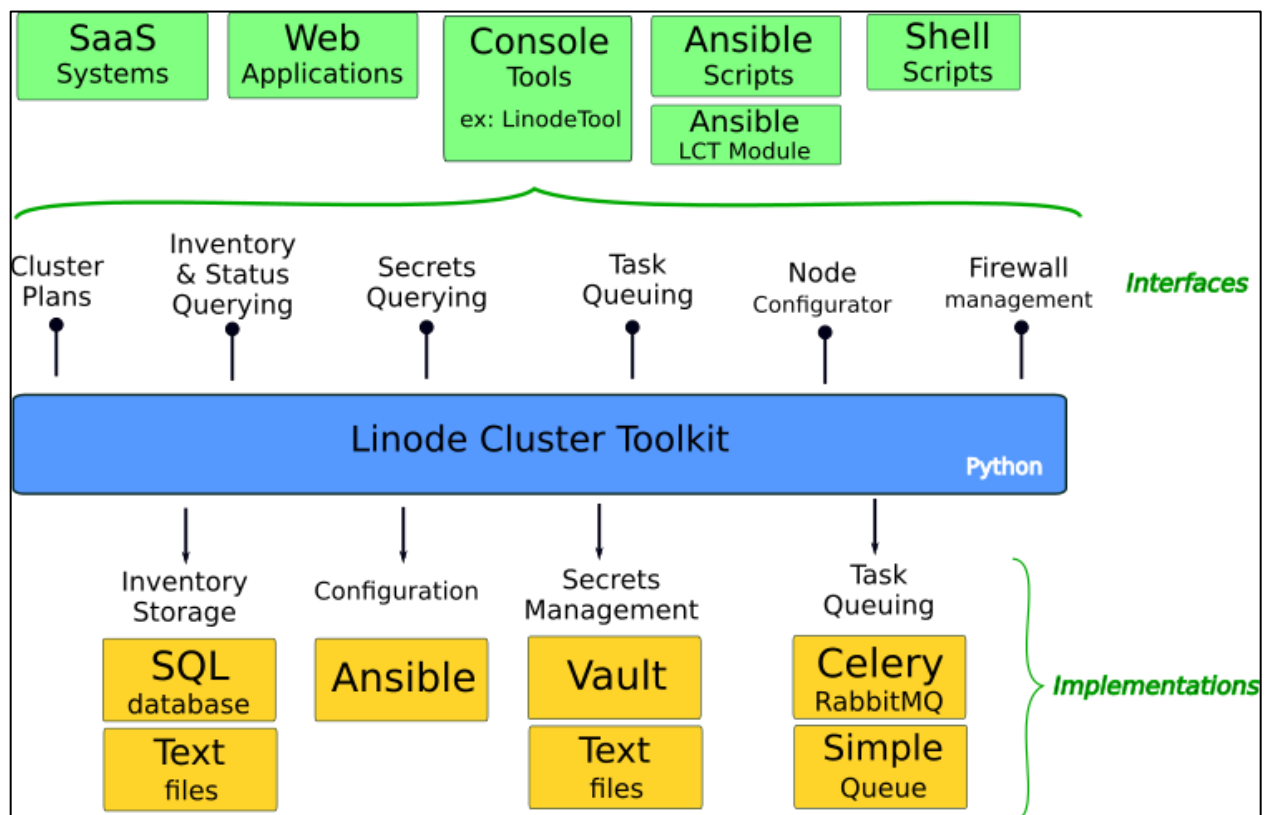 SaaS
Systems
Web
Applications
Console
Tools
ex: LinodeTool
Ansible
Scripts
Ansible
LCT Module
Shell
Scripts
Cluster
Plans
Inventory
& Status
Querying
Secrets
Querying
Task
Queuing
Node
Configurator
Firewall
management
Interfaces
Linode Cluster Toolkit
Python
Inventory
Storage
Configuration
Secrets
Management
Task
Queuing
SQL
database
Text
files
Ansible
Vault
Text
files
Celery
RabbitMQ
Simple
Queue
Implementations